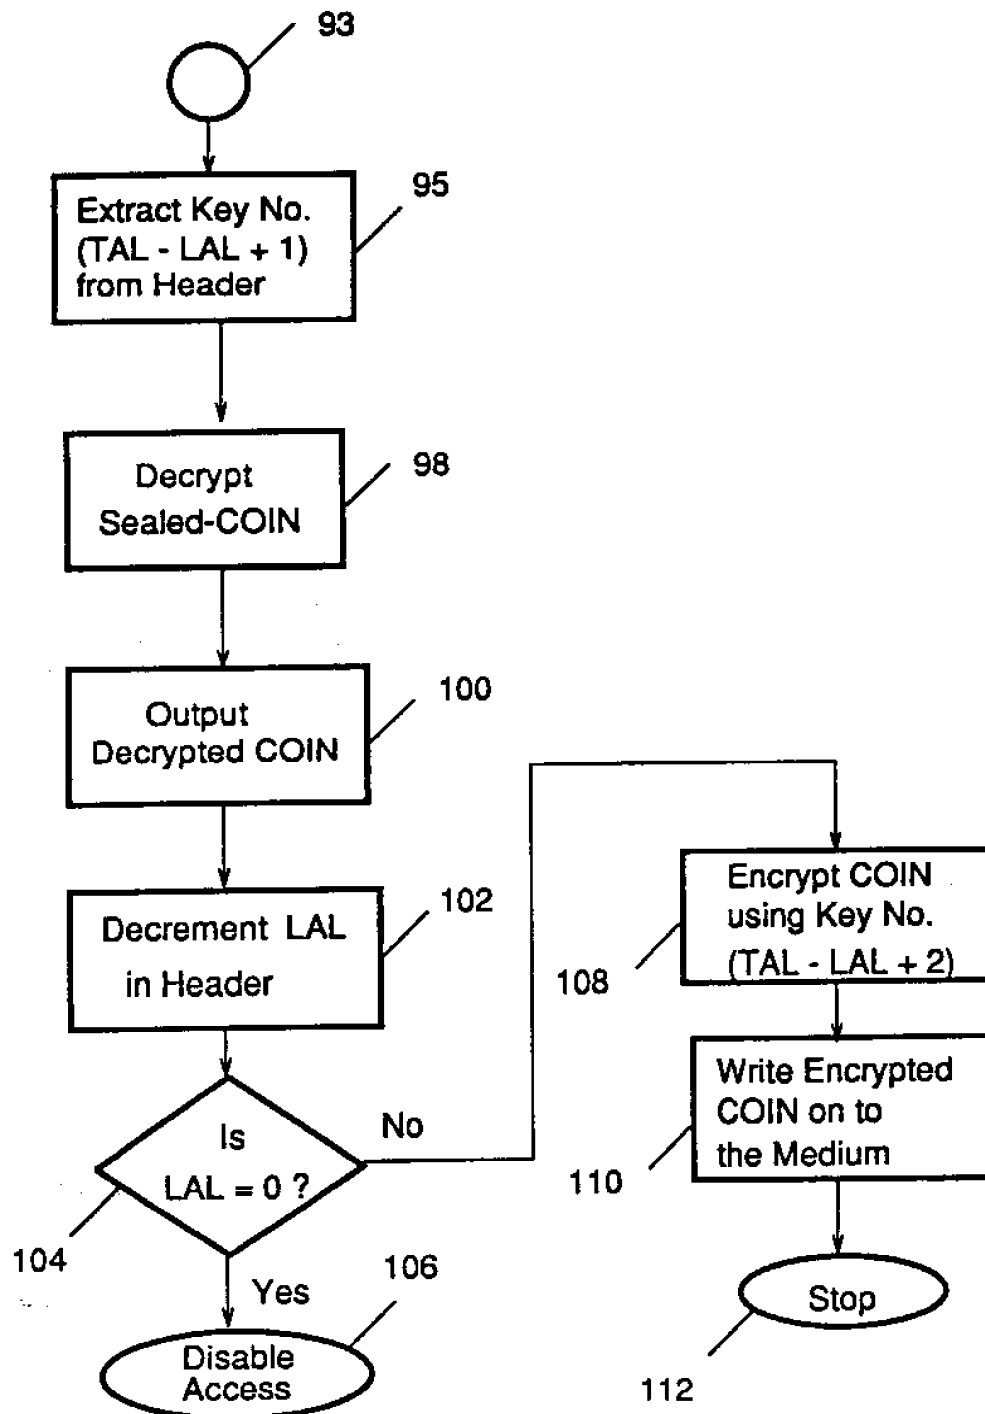 93
95
Extract Key No.
(TAL - LAL + 1)
from Header
98
Decrypt
Sealed-COIN
100
Output
Decrypted COIN
102
Decrement LAL
in Header
Is
LAL = 0 ?
No
104
Yes
106
Disable
Access
Encrypt COIN
using Key No.
(TAL - LAL + 2)
108
Write Encrypted
COIN on to
the Medium
110
Stop
112